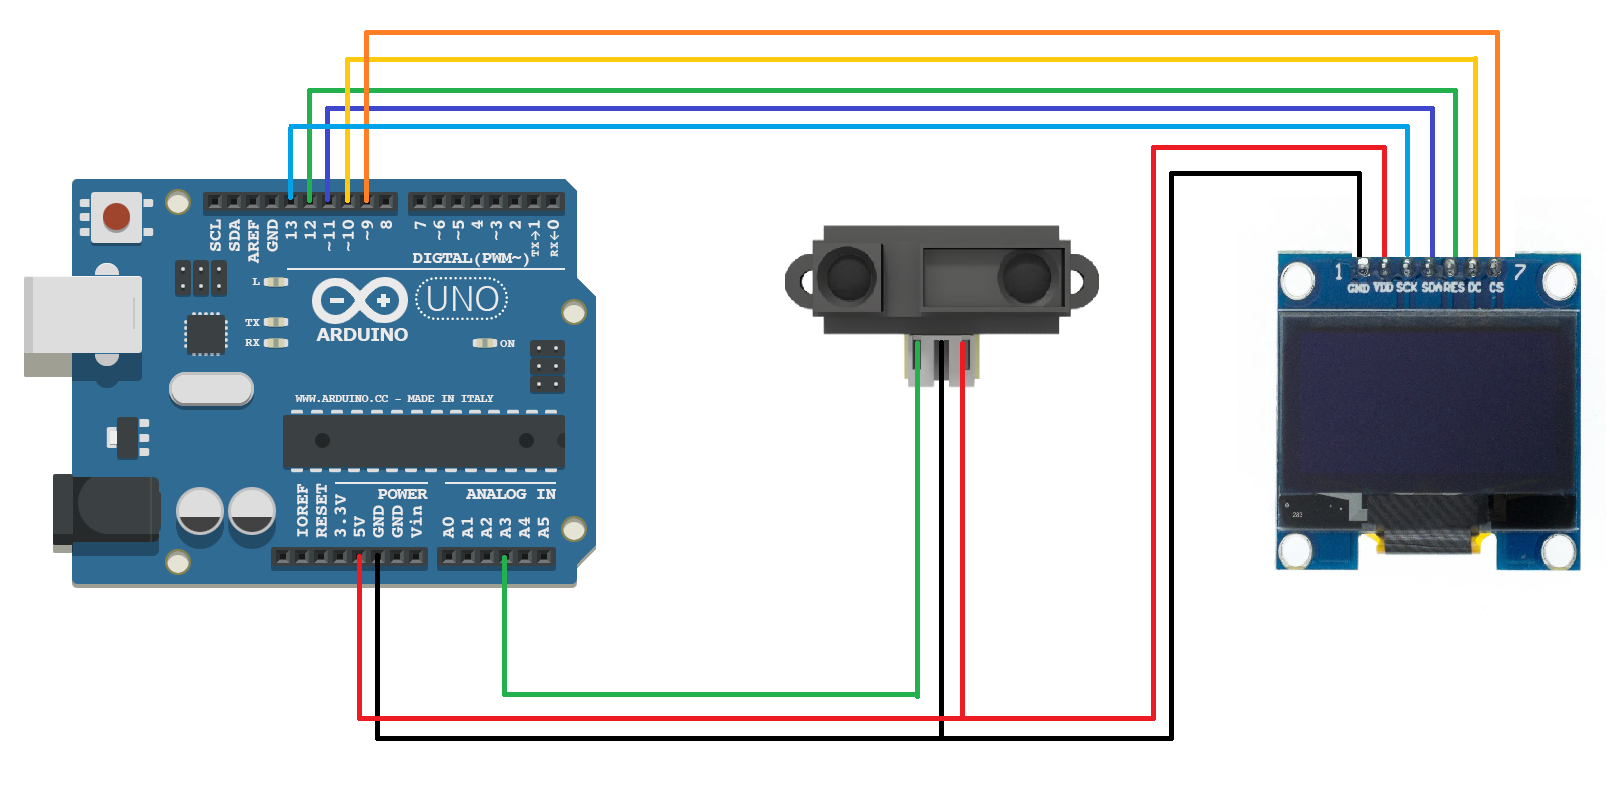 SCL
SDA
AREF
GND
13
12
~11
~10
~9
8
7
~6
~5
4
~3
2
TX→1
RX←0
DIGTAL(PWM~)
L
TX
RX
UNO
ARDUINO
ON
WWW.ARDUINO.CC - MADE IN ITALY
POWER
ANALOG IN
IOREF
RESET
3.3V
5V
GND
GND
Vin
A0
A1
A2
A3
A4
A5
1
7
GND VDD SCK SDA RES DC CS
283